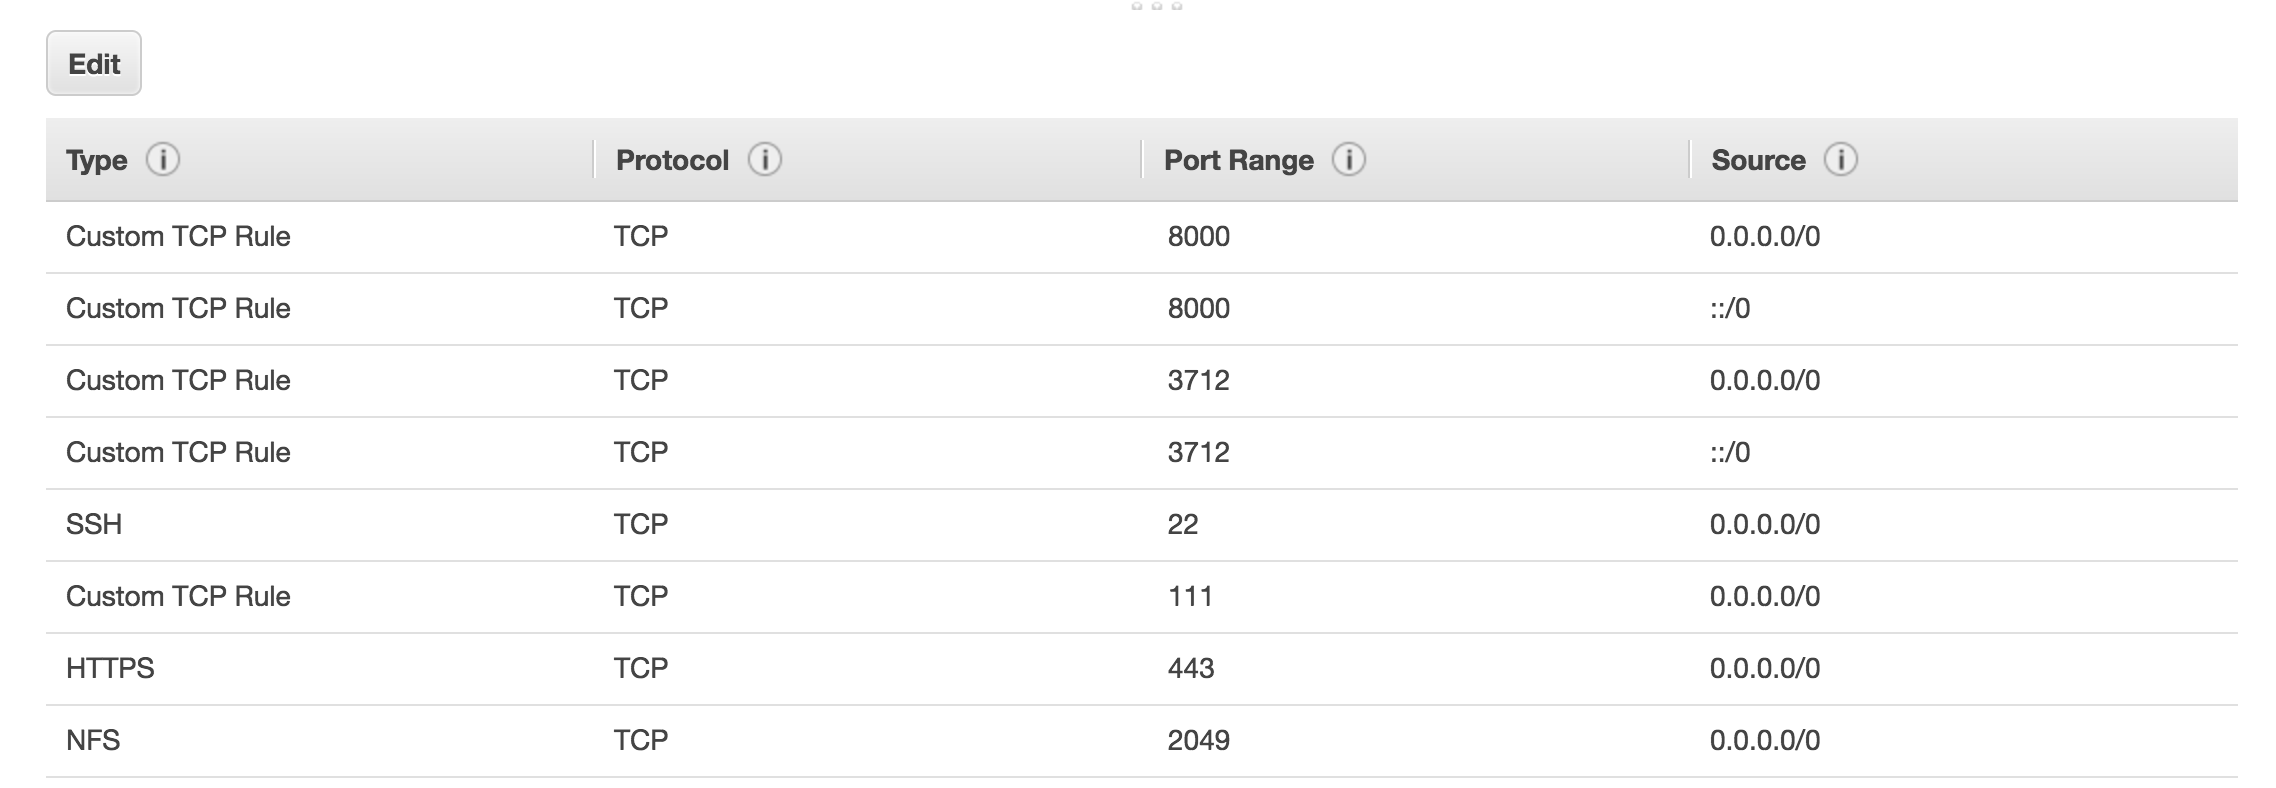 Edit
Type Protocol Port Range Source
Custom TCP Rule TCP 8000 0.0.0.0/0
Custom TCP Rule TCP 8000 ::/0
Custom TCP Rule TCP 3712 0.0.0.0/0
Custom TCP Rule TCP 3712 ::/0
SSH TCP 22 0.0.0.0/0
Custom TCP Rule TCP 111 0.0.0.0/0
HTTPS TCP 443 0.0.0.0/0
NFS TCP 2049 0.0.0.0/0